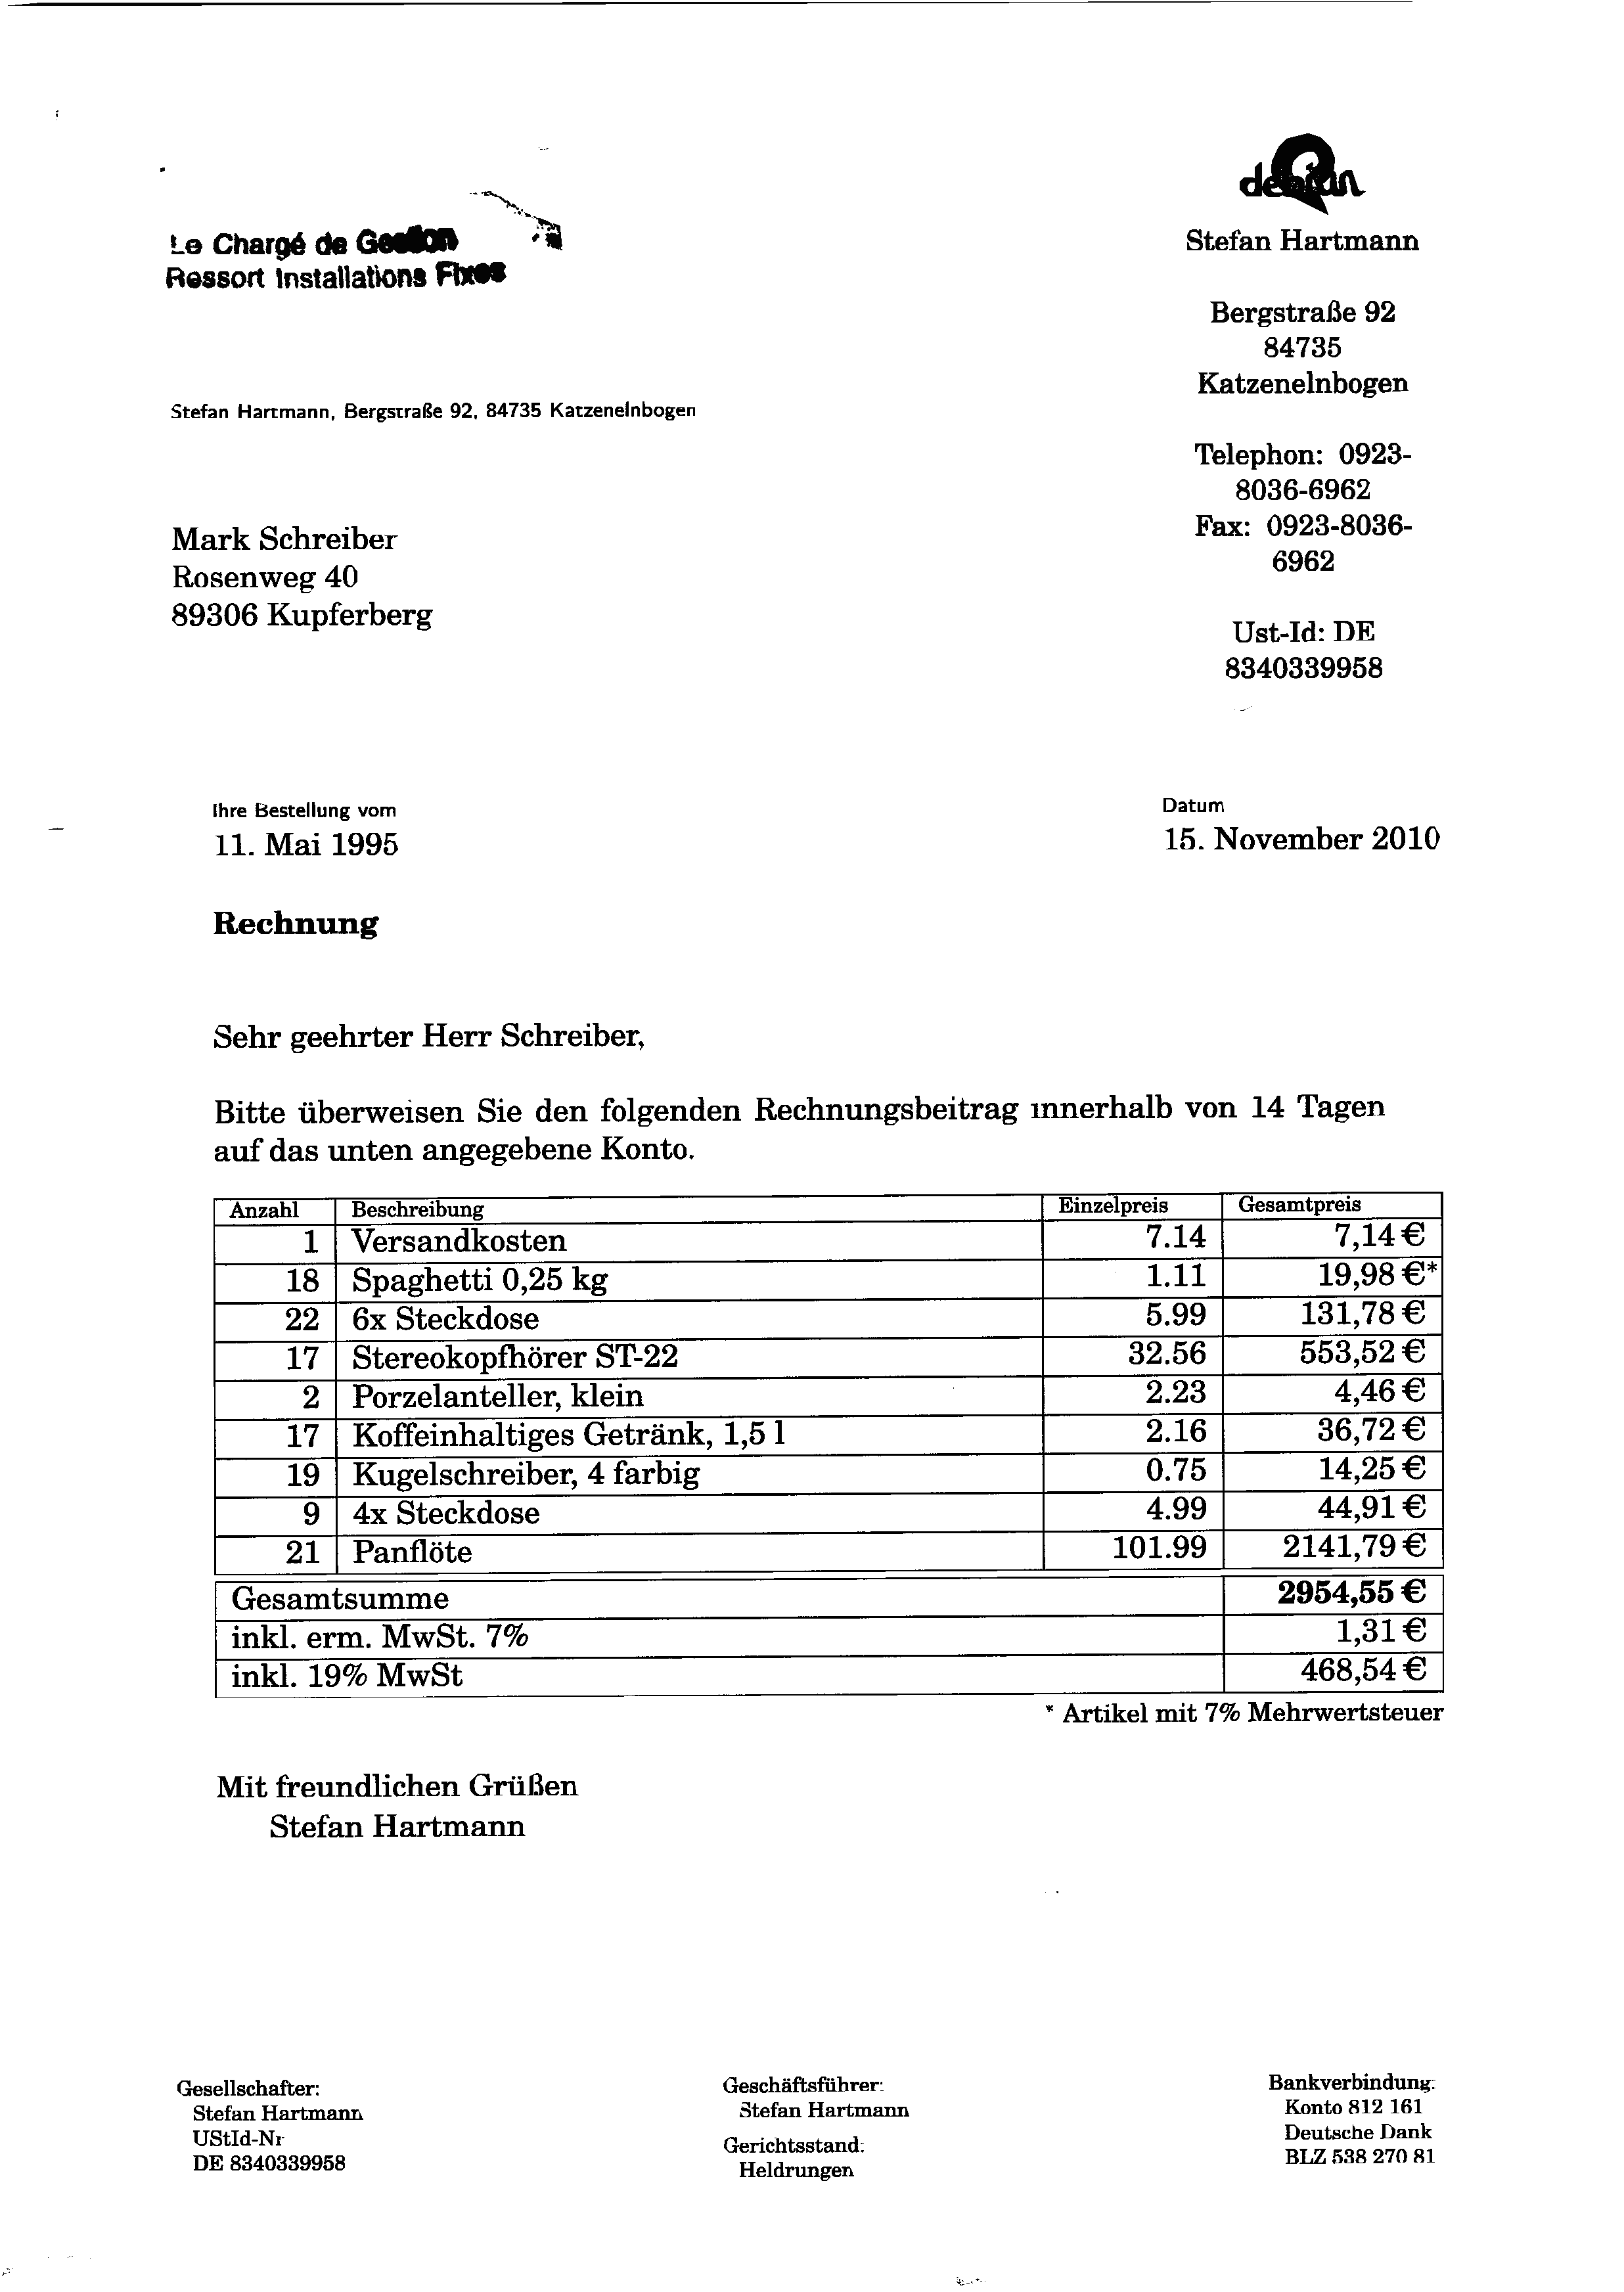 debian
Le Chargé de Gestion
Ressort Installations Fixes
Stefan Hartmann
Bergstraße 92
84735
Katzenelnbogen
Stefan Hartmann, Bergstraße 92, 84735 Katzenelnbogen
Telephon: 0923-
8036-6962
Fax: 0923-8036-
6962
Mark Schreiber
Rosenweg 40
89306 Kupferberg
Ust-Id: DE
8340339958
Ihre Bestellung vom
11. Mai 1995
Datum
15. November 2010
Rechnung
Sehr geehrter Herr Schreiber,
Bitte überweisen Sie den folgenden Rechnungsbeitrag innerhalb von 14 Tagen
auf das unten angegebene Konto.
Anzahl Beschreibung Einzelpreis Gesamtpreis
1 Versandkosten 7.14 7,14 €
18 Spaghetti 0,25 kg 1.11 19,98 €*
22 6x Steckdose 5.99 131,78 €
17 Stereokopfhörer ST-22 32.56 553,52 €
2 Porzelanteller, klein 2.23 4,46 €
17 Koffeinhaltiges Getränk, 1,5 l 2.16 36,72 €
19 Kugelschreiber, 4 farbig 0.75 14,25 €
9 4x Steckdose 4.99 44,91 €
21 Panflöte 101.99 2141,79 €
Gesamtsumme 2954,55 €
inkl. erm. MwSt. 7% 1,31 €
inkl. 19% MwSt 468,54 €
* Artikel mit 7% Mehrwertsteuer
Mit freundlichen Grüßen
Stefan Hartmann
Gesellschafter:
Stefan Hartmann
UStId-Nr
DE 8340339958
Geschäftsführer:
Stefan Hartmann
Gerichtsstand:
Heldrungen
Bankverbindung:
Konto 812 161
Deutsche Dank
BLZ 538 270 81